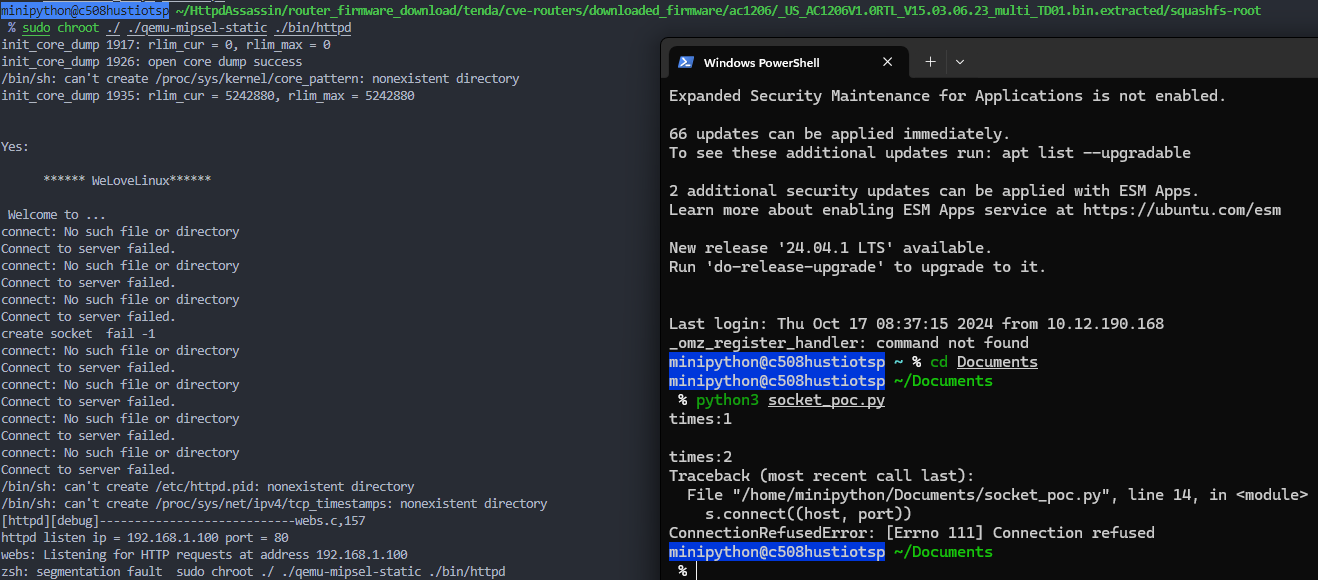 minipython@c508hustiotsp ~/HttpdAssassin/router_firmware_download/tenda/cve-routers/downloaded_firmware/ac1206/_US_AC1206V1.0RTL_V15.03.06.23_multi_TD01.bin.extracted/squashfs-root
% sudo chroot ./ ./qemu-mipsel-static ./bin/httpd
init_core_dump 1917: rlim_cur = 0, rlim_max = 0
init_core_dump 1926: open core dump success
/bin/sh: can't create /proc/sys/kernel/core_pattern: nonexistent directory
init_core_dump 1935: rlim_cur = 5242880, rlim_max = 5242880
Yes:
****** WeLoveLinux******
Welcome to ...
connect: No such file or directory
Connect to server failed.
connect: No such file or directory
Connect to server failed.
connect: No such file or directory
Connect to server failed.
create socket  fail -1
connect: No such file or directory
Connect to server failed.
connect: No such file or directory
Connect to server failed.
connect: No such file or directory
Connect to server failed.
connect: No such file or directory
Connect to server failed.
/bin/sh: can't create /etc/httpd.pid: nonexistent directory
/bin/sh: can't create /proc/sys/net/ipv4/tcp_timestamps: nonexistent directory
[httpd][debug]----------------------------webs.c,157
httpd listen ip = 192.168.1.100 port = 80
webs: Listening for HTTP requests at address 192.168.1.100
zsh: segmentation fault  sudo chroot ./ ./qemu-mipsel-static ./bin/httpd
Windows PowerShell
Expanded Security Maintenance for Applications is not enabled.
66 updates can be applied immediately.
To see these additional updates run: apt list --upgradable
2 additional security updates can be applied with ESM Apps.
Learn more about enabling ESM Apps service at https://ubuntu.com/esm
New release '24.04.1 LTS' available.
Run 'do-release-upgrade' to upgrade to it.
Last login: Thu Oct 17 08:37:15 2024 from 10.12.190.168
_omz_register_handler: command not found
minipython@c508hustiotsp ~ % cd Documents
minipython@c508hustiotsp ~/Documents
% python3 socket_poc.py
times:1
times:2
Traceback (most recent call last):
File "/home/minipython/Documents/socket_poc.py", line 14, in <module>
s.connect((host, port))
ConnectionRefusedError: [Errno 111] Connection refused
minipython@c508hustiotsp ~/Documents
%